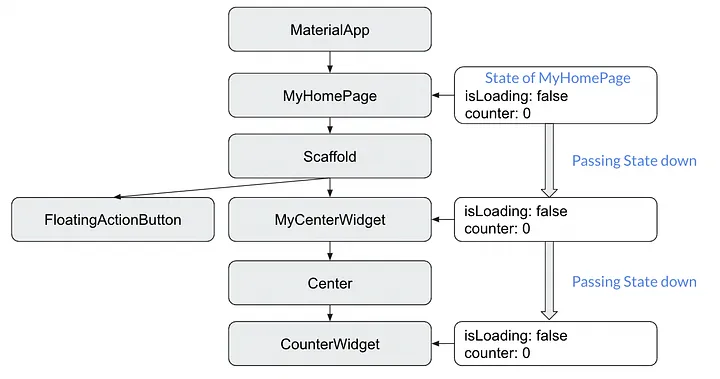 MaterialApp
MyHomePage
State of MyHomePage
isLoading: false
counter: 0
Passing State down
Scaffold
FloatingActionButton
MyCenterWidget
isLoading: false
counter: 0
Passing State down
Center
CounterWidget
isLoading: false
counter: 0